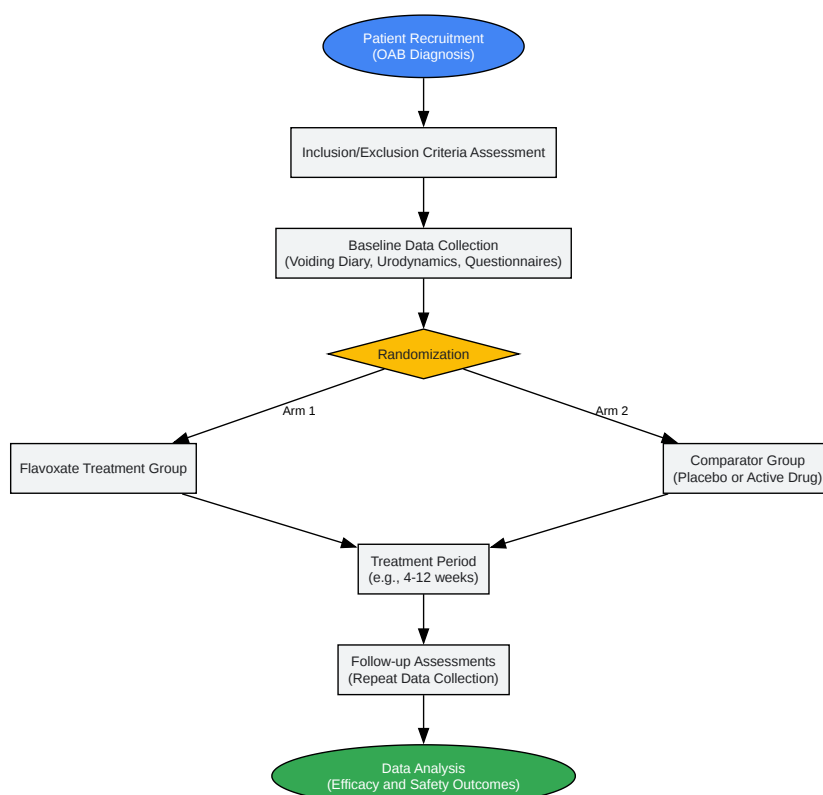 Patient Recruitment
(OAB Diagnosis)
Inclusion/Exclusion Criteria Assessment
Baseline Data Collection
(Voiding Diary, Urodynamics, Questionnaires)
Randomization
Arm 1
Arm 2
Flavoxate Treatment Group
Comparator Group
(Placebo or Active Drug)
Treatment Period
(e.g., 4-12 weeks)
Follow-up Assessments
(Repeat Data Collection)
Data Analysis
(Efficacy and Safety Outcomes)